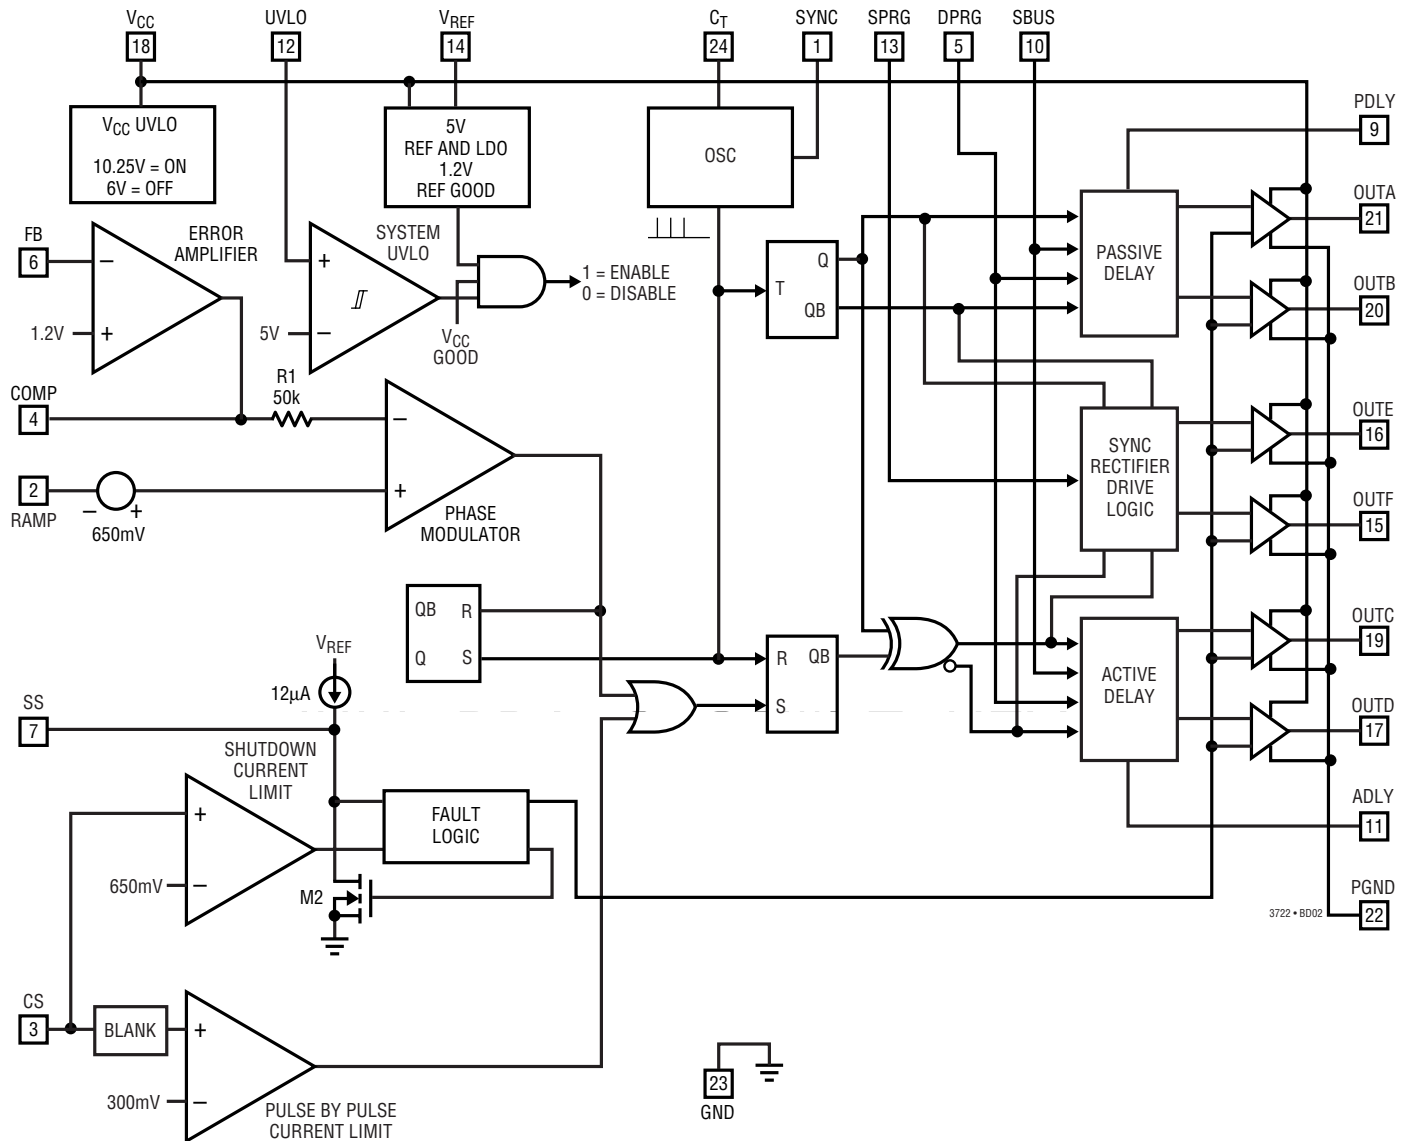 VCC
UVLO
VREF
CT
SYNC
SPRG
DPRG
SBUS
18
12
14
24
1
13
5
10
PDLY
9
VCC UVLO
10.25V = ON
6V = OFF
5V
REF AND LDO
1.2V
REF GOOD
OSC
OUTA
21
FB
6
ERROR
AMPLIFIER
−
1.2V
+
SYSTEM
UVLO
+
5V
−
1 = ENABLE
0 = DISABLE
VCC
GOOD
T
Q
QB
PASSIVE
DELAY
OUTB
20
R1
50k
COMP
4
−
+
2
RAMP
− +
650mV
PHASE
MODULATOR
SYNC
RECTIFIER
DRIVE
LOGIC
OUTE
16
OUTF
15
QB R
Q S
R QB
S
ACTIVE
DELAY
OUTC
19
OUTD
17
VREF
12µA
SS
7
SHUTDOWN
CURRENT
LIMIT
+
650mV
−
FAULT
LOGIC
M2
ADLY
11
PGND
22
3722 • BD02
CS
3
BLANK
+
300mV
−
PULSE BY PULSE
CURRENT LIMIT
23
GND